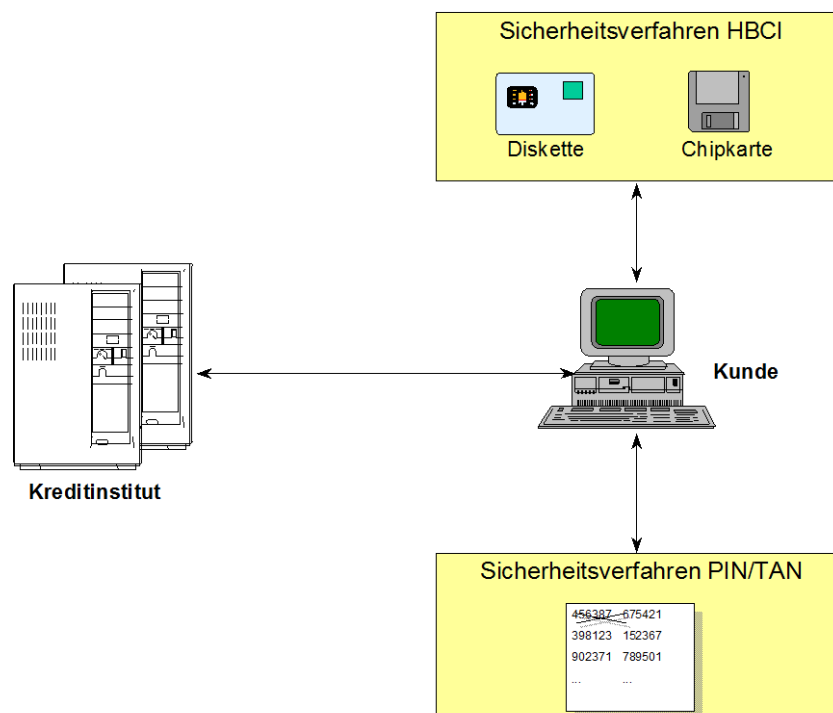 Sicherheitsverfahren HBCI
Diskette Chipkarte
Kunde
Kreditinstitut
Sicherheitsverfahren PIN/TAN
456387 675421
398123 152367
902371 789501
... ...